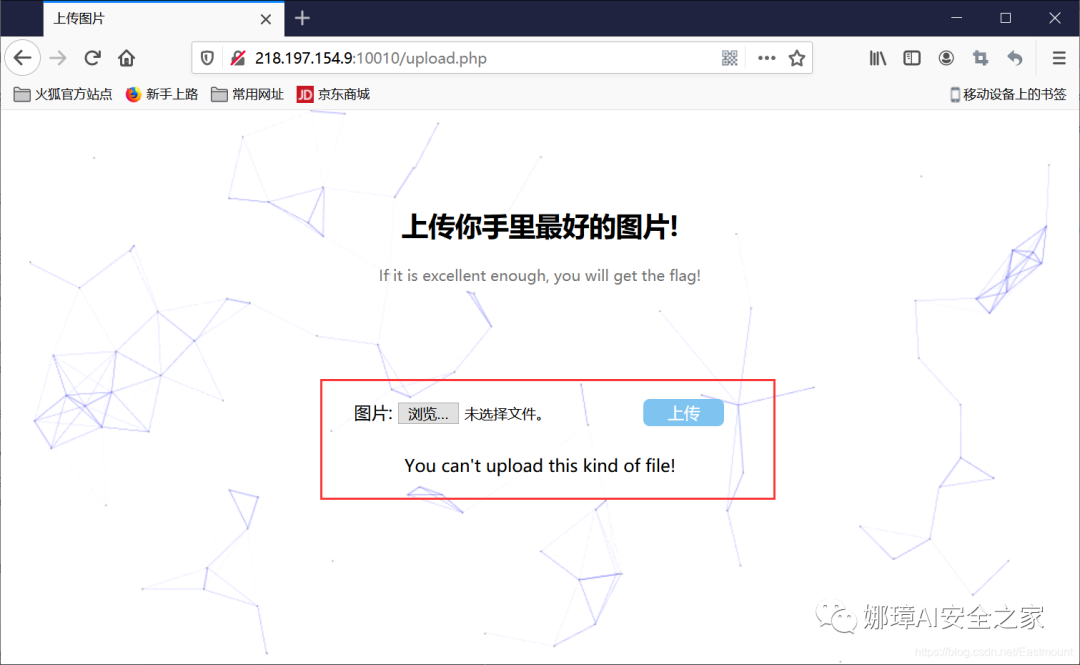 上传图片
218.197.154.9:10010/upload.php
火狐官方站点 新手上路 常用网址 JD 京东商城 移动设备上的书签
上传你手里最好的图片!
If it is excellent enough, you will get the flag!
图片: 浏览... 未选择文件。 上传
You can't upload this kind of file!
娜璋AI安全之家
https://blog.csdn.net/Eastmount